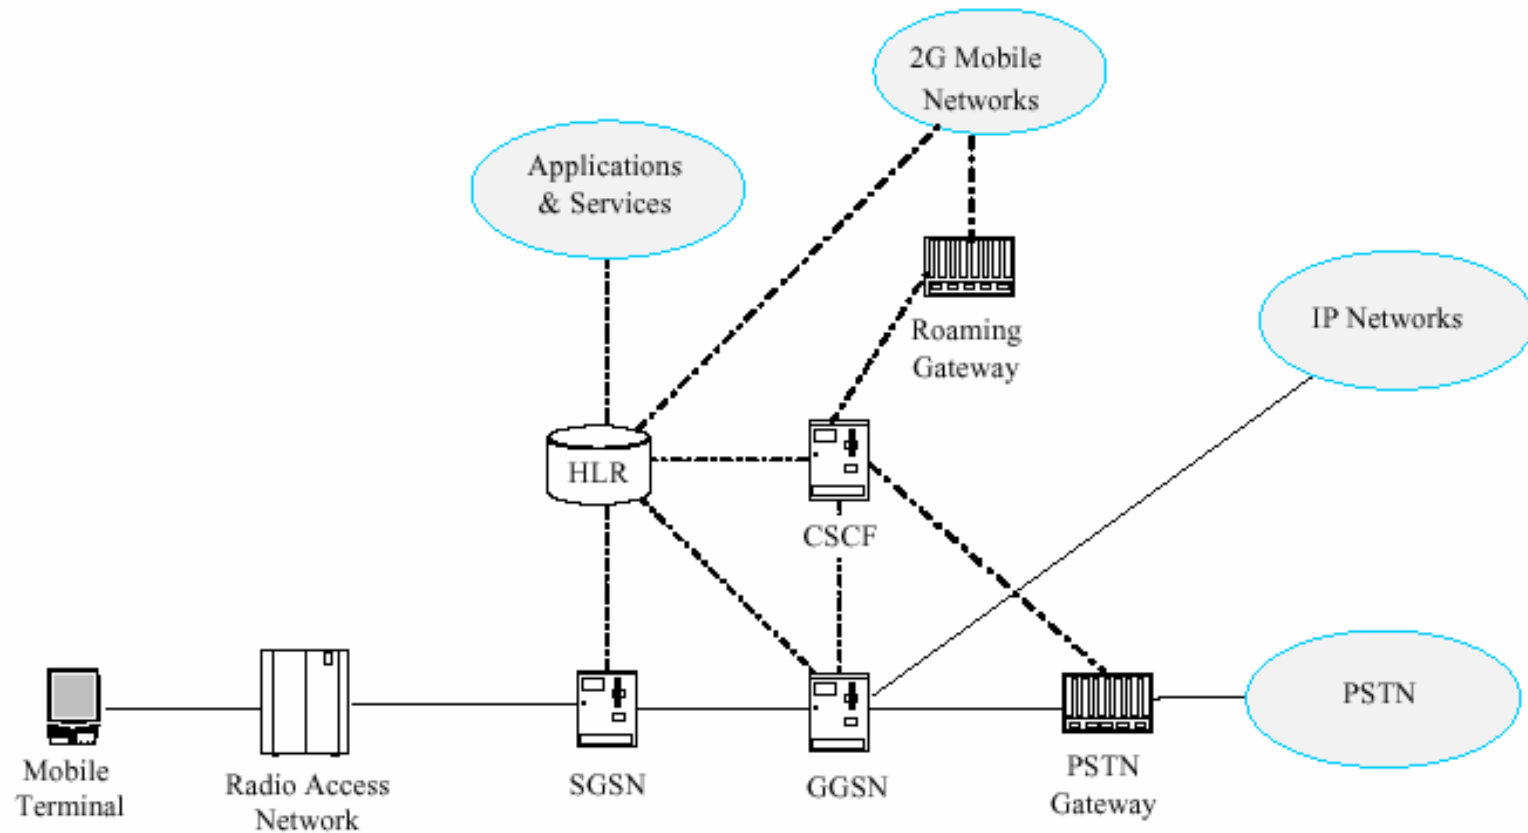 2G Mobile
Networks
Applications
& Services
Roaming
Gateway
IP Networks
HLR
CSCF
PSTN
Mobile
Terminal
Radio Access
Network
SGSN
GGSN
PSTN
Gateway